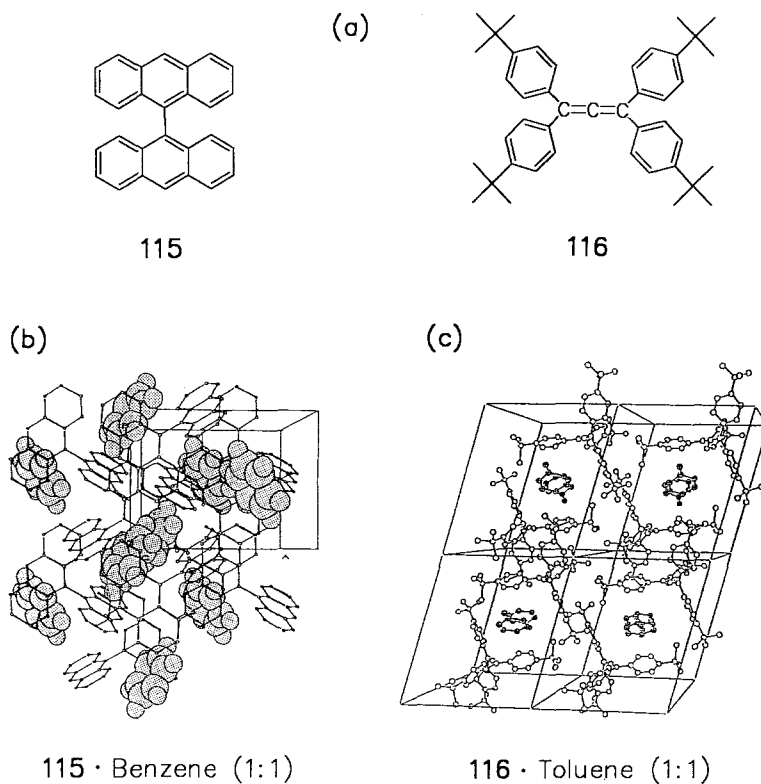 (a)
C=C=C
115
116
(b)
(c)
115 · Benzene (1:1)
116 · Toluene (1:1)